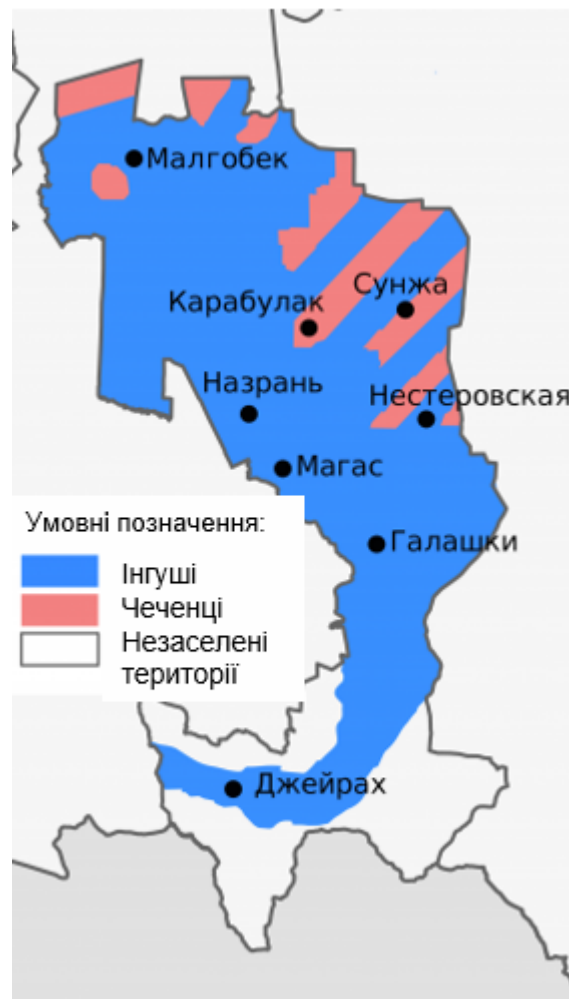 Малгобек
Сунжа
Карабулак
Назрань
Нестеровская
Магас
Умовні позначення:
Галашки
Інгуші
Чеченці
Незаселені
території
Джейрах